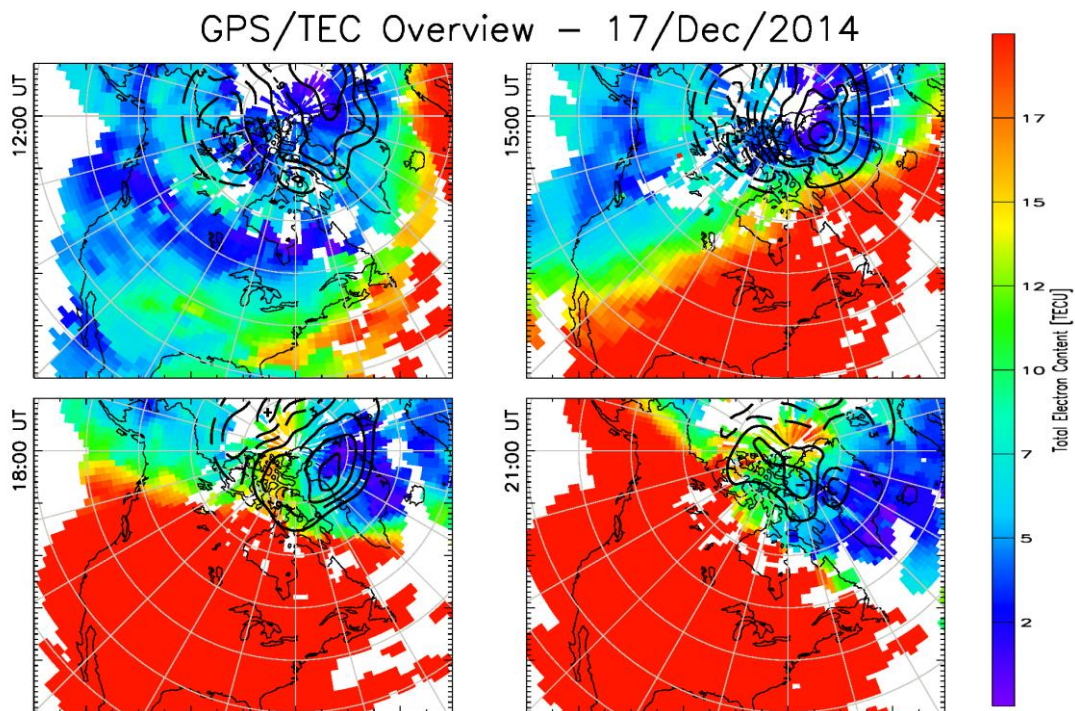 GPS/TEC Overview – 17/Dec/2014
12:00 UT
15:00 UT
18:00 UT
21:00 UT
17
15
12
10
7
5
2
Total Electron Content [TECU]